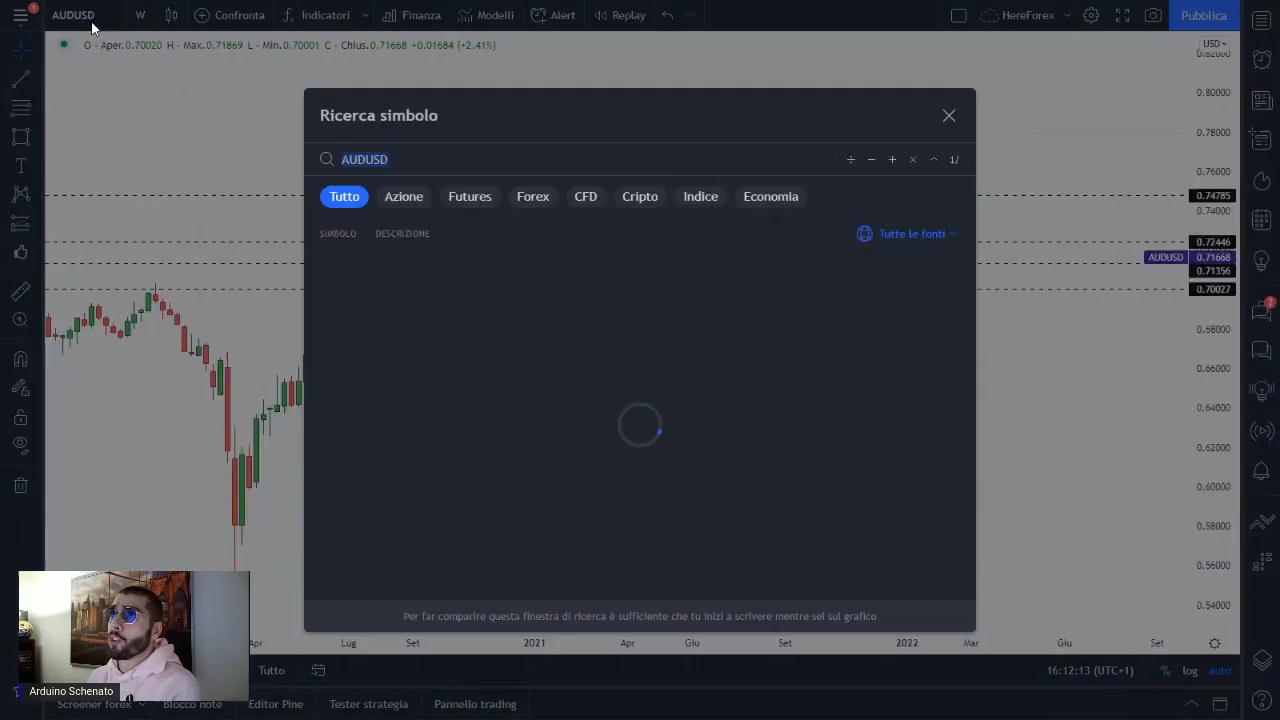 AUDUSD W Confronta Indicatori Finanza Modelli Alert Replay HereForex Pubblica
O - Aper.0.70020 H - Max.0.71869 L - Min.0.70001 C - Chius.0.71668 +0.01684 (+2.41%)
USD
0.82000
0.80000
0.78000
0.76000
0.74785
0.74000
0.72446
AUDUSD 0.71668
0.71356
0.70027
0.68000
0.66000
0.64000
0.62000
0.60000
0.58000
0.56000
0.54000
Ricerca simbolo
AUDUSD
÷ − + × ^ 1/
Tutto Azione Futures Forex CFD Cripto Indice Economia
SIMBOLO DESCRIZIONE Tutte le fonti
Per far comparire questa finestra di ricerca è sufficiente che tu inizi a scrivere mentre sei sul grafico
Apr Lug Set 2021 Apr Giu Set 2022 Mar Giu Set
Tutto 16:12:13 (UTC+1) % log auto
Arduino Schenato
Screener forex Blocco note Editor Pine Tester strategia Pannello trading
2